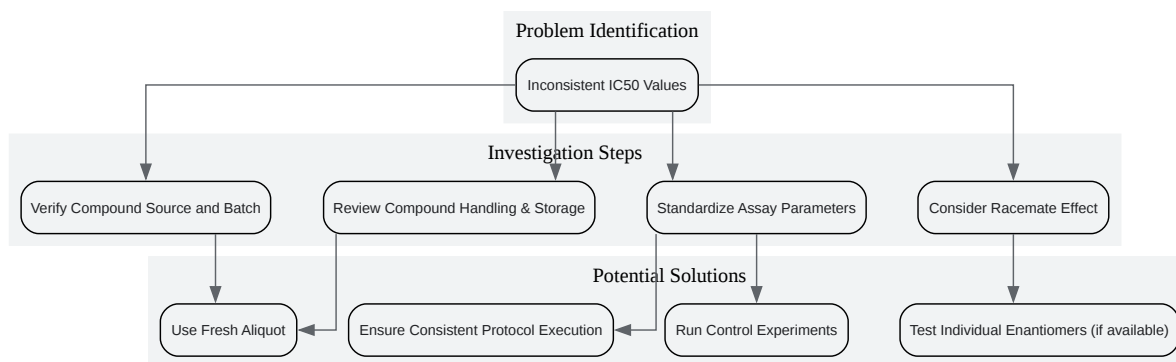 Problem Identification
Inconsistent IC50 Values
Investigation Steps
Verify Compound Source and Batch
Review Compound Handling & Storage
Standardize Assay Parameters
Consider Racemate Effect
Potential Solutions
Use Fresh Aliquot
Ensure Consistent Protocol Execution
Run Control Experiments
Test Individual Enantiomers (if available)